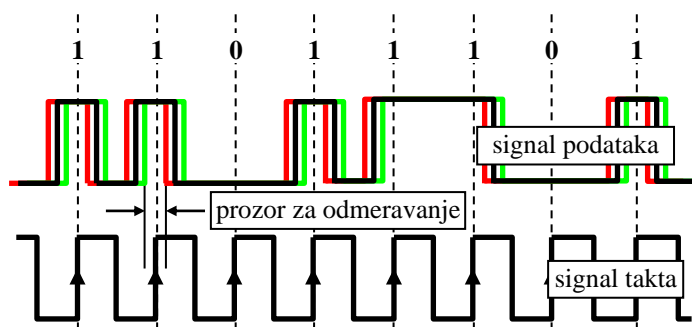 1 1 0 1 1 1 0 1
signal podataka
prozor za odmeravanje
signal takta